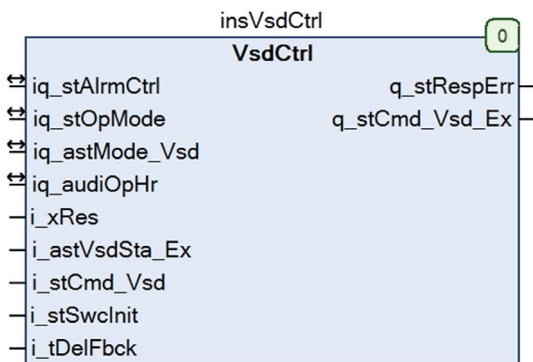 insVsdCtrl
0
VsdCtrl
iq_stAlrmCtrl q_stRespErr
iq_stOpMode q_stCmd_Vsd_Ex
iq_astMode_Vsd
iq_audiOpHr
i_xRes
i_astVsdSta_Ex
i_stCmd_Vsd
i_stSwcInit
i_tDelFbck